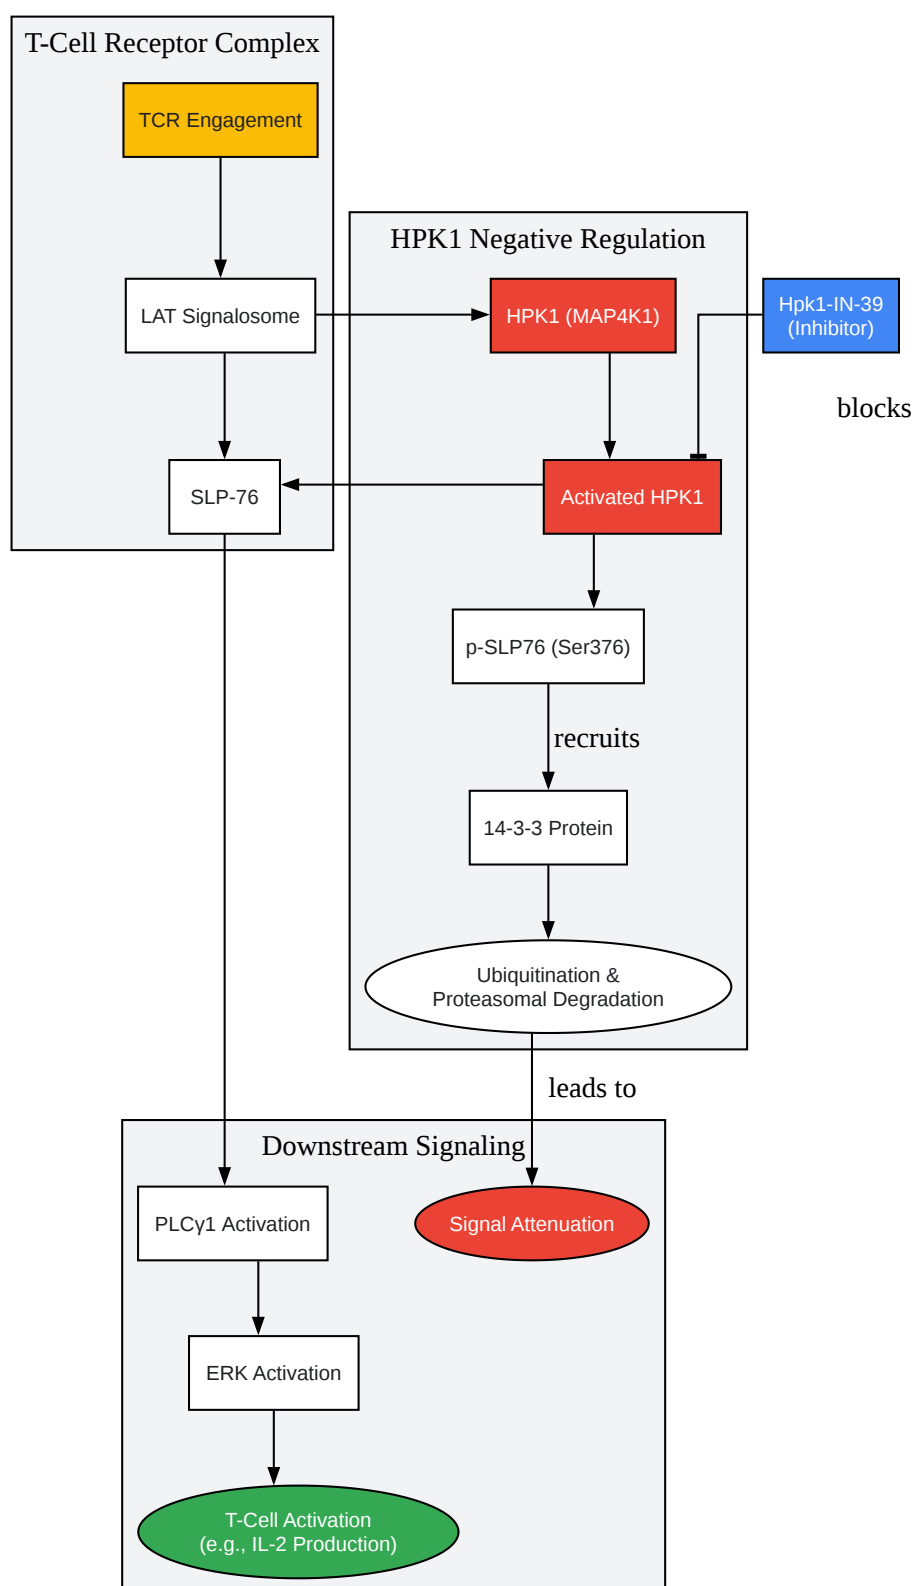 T-Cell Receptor Complex
TCR Engagement
HPK1 Negative Regulation
LAT Signalosome
HPK1 (MAP4K1)
Hpk1-IN-39
(Inhibitor)
blocks
SLP-76
Activated HPK1
p-SLP76 (Ser376)
recruits
14-3-3 Protein
Ubiquitination &
Proteasomal Degradation
leads to
Downstream Signaling
PLCγ1 Activation
Signal Attenuation
ERK Activation
T-Cell Activation
(e.g., IL-2 Production)